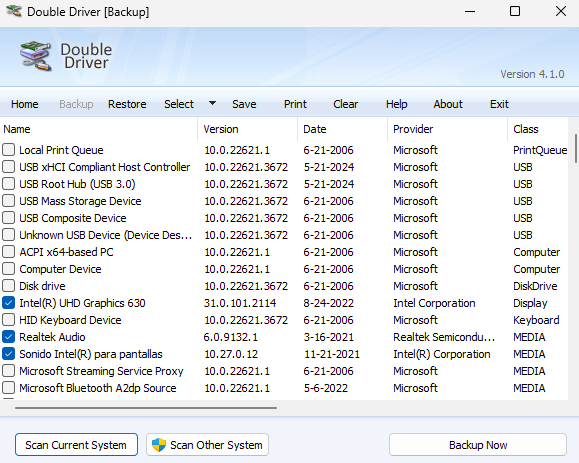 Double Driver [Backup]
Double
Driver
Version 4.1.0
Home Backup Restore Select Save Print Clear Help About Exit
Name Version Date Provider Class
Local Print Queue 10.0.22621.1 6-21-2006 Microsoft PrintQueue
USB xHCI Compliant Host Controller 10.0.22621.3672 5-21-2024 Microsoft USB
USB Root Hub (USB 3.0) 10.0.22621.3672 5-21-2024 Microsoft USB
USB Mass Storage Device 10.0.22621.3672 6-21-2006 Microsoft USB
USB Composite Device 10.0.22621.3672 6-21-2006 Microsoft USB
Unknown USB Device (Device Des... 10.0.22621.3672 6-21-2006 Microsoft USB
ACPI x64-based PC 10.0.22621.1 6-21-2006 Microsoft Computer
Computer Device 10.0.22621.1 6-21-2006 Microsoft Computer
Disk drive 10.0.22621.3672 6-21-2006 Microsoft DiskDrive
Intel(R) UHD Graphics 630 31.0.101.2114 8-24-2022 Intel Corporation Display
HID Keyboard Device 10.0.22621.3672 6-21-2006 Microsoft Keyboard
Realtek Audio 6.0.9132.1 3-16-2021 Realtek Semicondu... MEDIA
Sonido Intel(R) para pantallas 10.27.0.12 11-21-2021 Intel(R) Corporation MEDIA
Microsoft Streaming Service Proxy 10.0.22621.1 6-21-2006 Microsoft MEDIA
Microsoft Bluetooth A2dp Source 10.0.22621.1 5-6-2022 Microsoft MEDIA
Scan Current System Scan Other System Backup Now